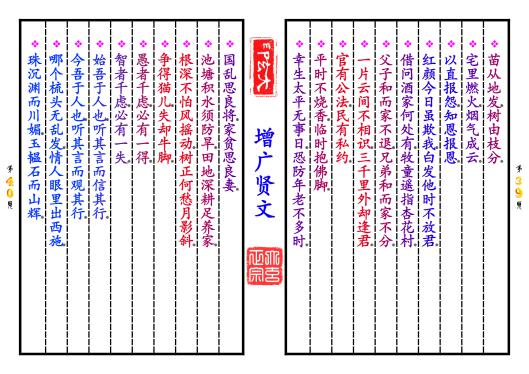 苗从地发树由枝分。
宅里燃火烟气成云。
以直报怨知恩报恩。
红颜今日虽欺我白发他时不放君。
借问酒家何处有牧童遥指杏花村。
父子和而家不退兄弟和而家不分。
一片云间不相识三千里外却逢君。
官有公法民有私约。
平时不烧香临时抱佛脚。
幸生太平无事日恐防年老不多时。
第39页
增广贤文
国乱思良将家贫思良妻。
池塘积水须防旱田地深耕足养家。
根深不怕风摇动树正何愁月影斜。
争得猫儿失却牛脚。
愚者千虑必有一得。
智者千虑必有一失。
始吾于人也听其言而信其行。
今吾于人也听其言而观其行。
哪个梳头无乱发情人眼里出西施。
珠沉渊而川媚玉韫石而山辉。
第40页